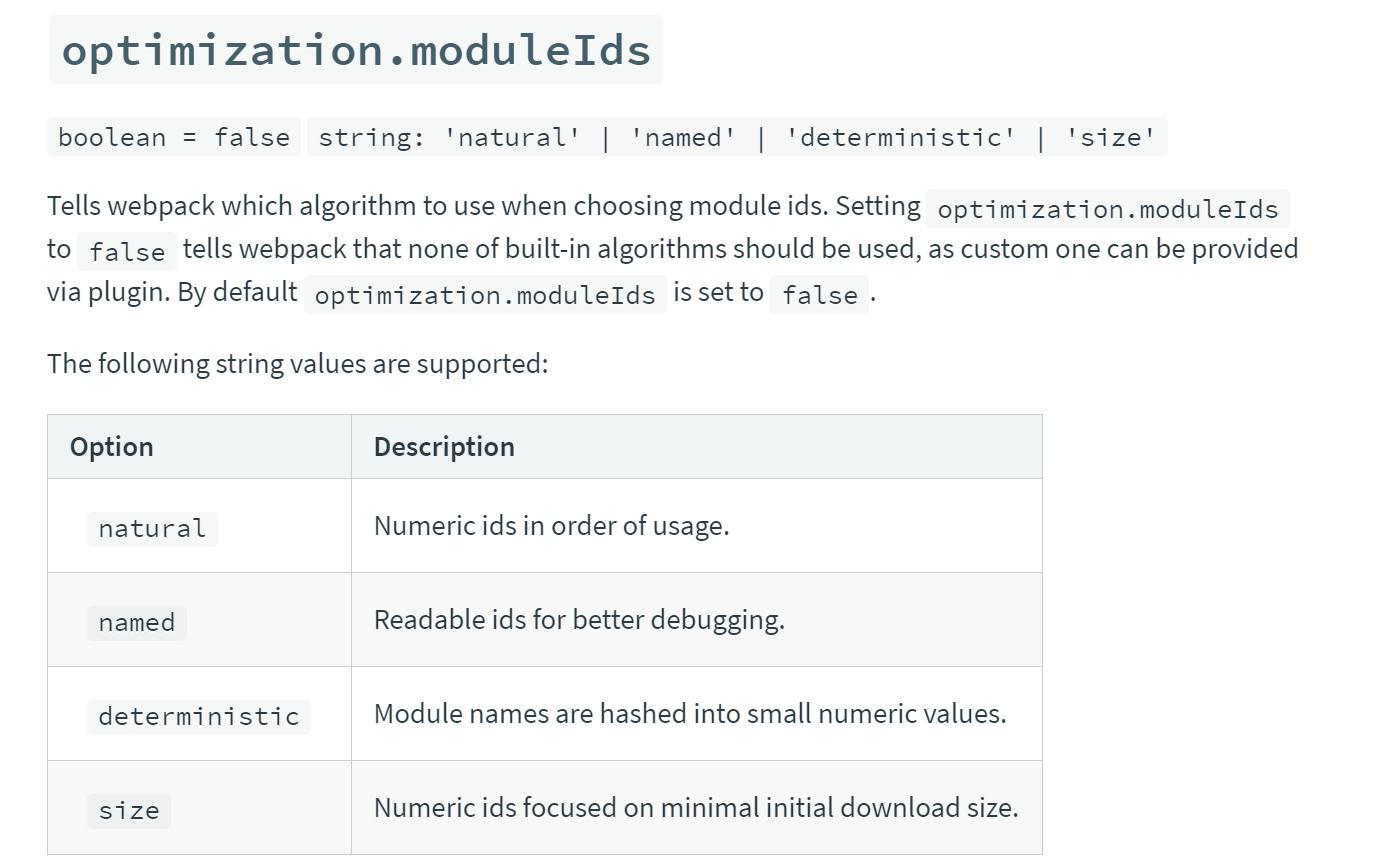 optimization.moduleIds
boolean = false string: 'natural' | 'named' | 'deterministic' | 'size'
Tells webpack which algorithm to use when choosing module ids. Setting optimization.moduleIds
to false tells webpack that none of built-in algorithms should be used, as custom one can be provided
via plugin. By default optimization.moduleIds is set to false .
The following string values are supported:
Option Description
natural Numeric ids in order of usage.
named Readable ids for better debugging.
deterministic Module names are hashed into small numeric values.
size Numeric ids focused on minimal initial download size.